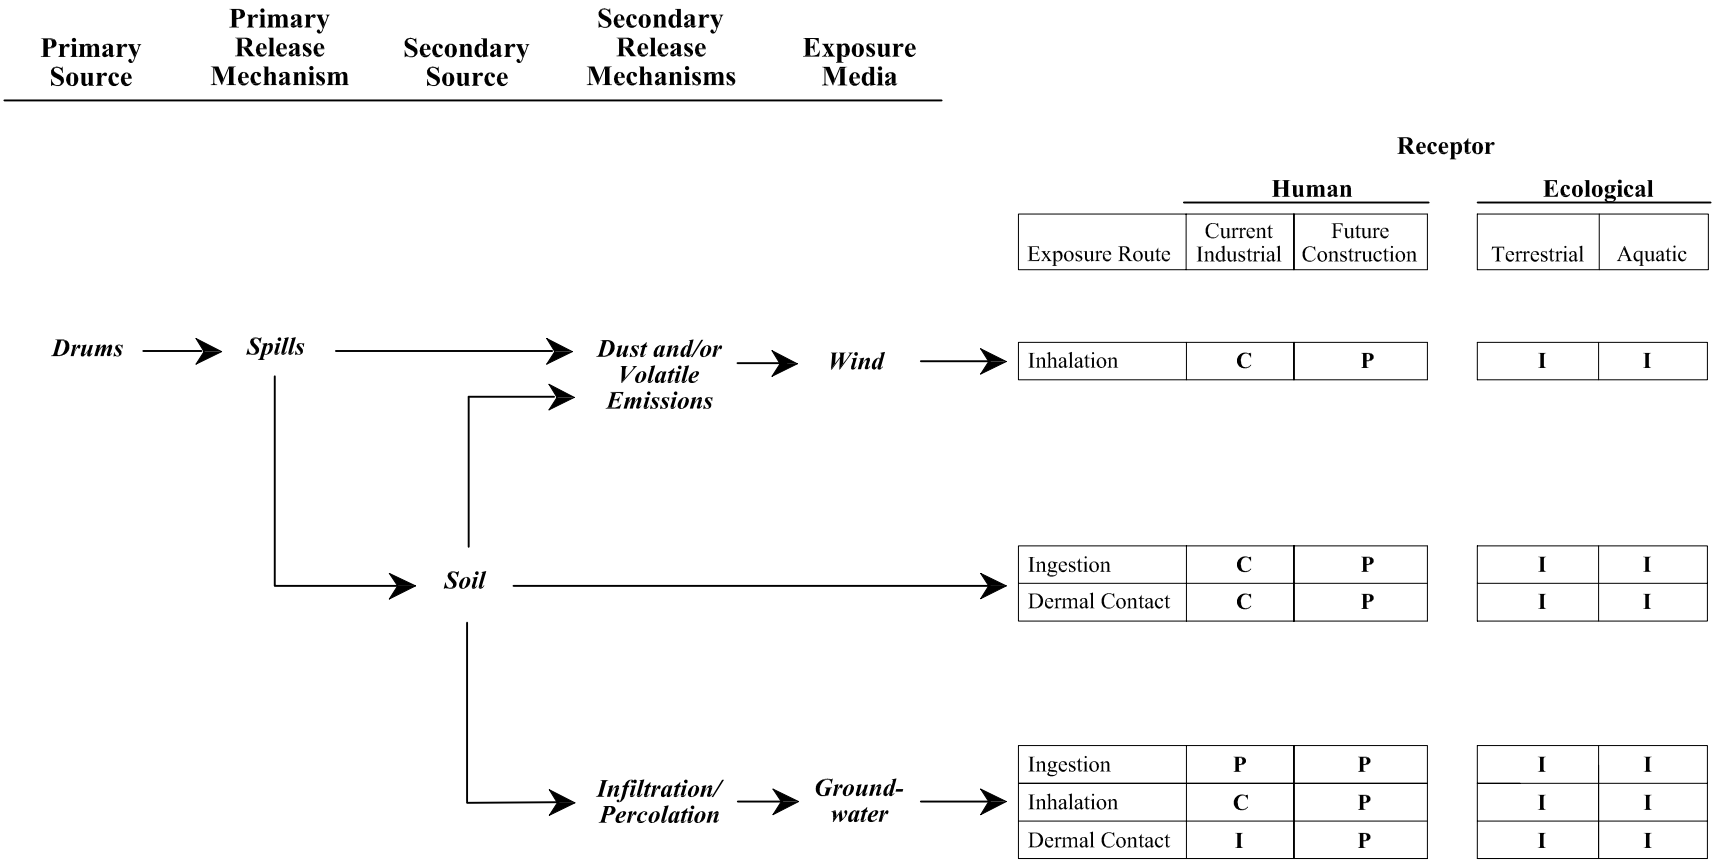 Primary
Source
Primary
Release
Mechanism
Secondary
Source
Secondary
Release
Mechanisms
Exposure
Media
Receptor
Human
Ecological
Exposure Route
Current
Industrial
Future
Construction
Terrestrial
Aquatic
Drums
Spills
Dust and/or
Volatile
Emissions
Wind
Inhalation C P I I
Soil
Ingestion C P I I
Dermal Contact C P I I
Infiltration/
Percolation
Ground-
water
Ingestion P P I I
Inhalation C P I I
Dermal Contact I P I I